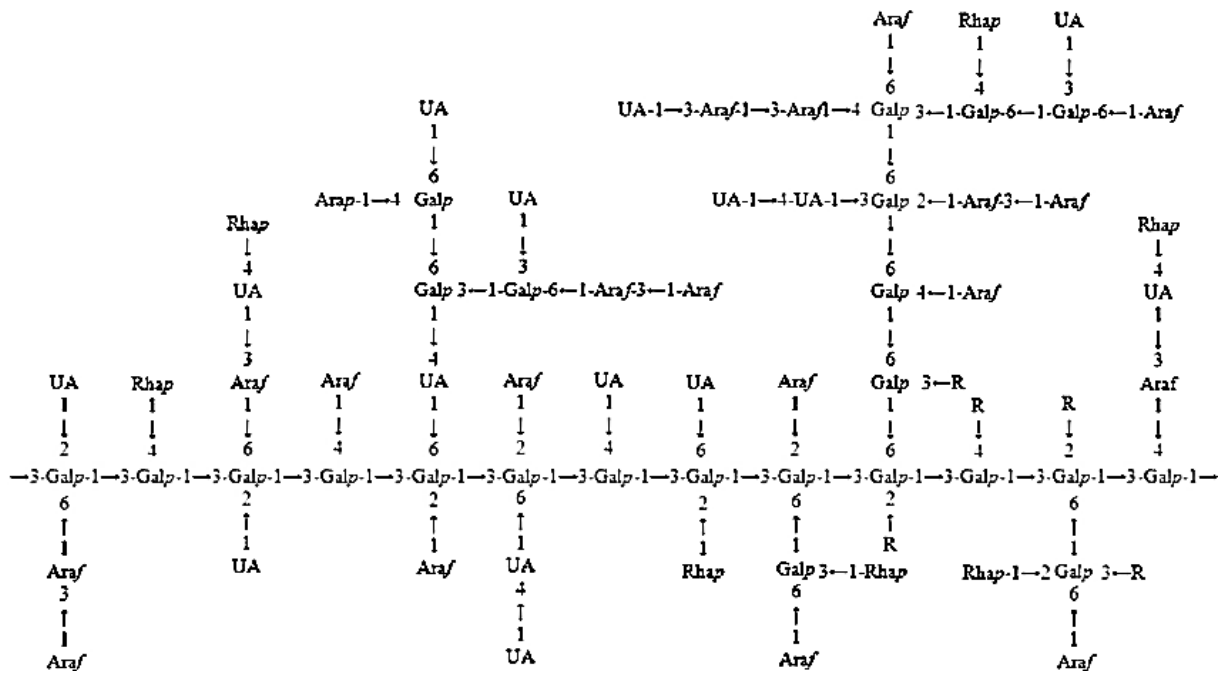 Araf Rhap UA
1 1 1
↓ ↓ ↓
UA 6 4 3
1 UA-1→3-Araf-1→3-Araf1→4 Galp 3←1-Galp-6←1-Galp-6←1-Araf
↓ 1
6 ↓
Arap-1→4 Galp UA 6
1 1 UA-1→4-UA-1→3Galp 2←1-Araf-3←1-Araf
Rhap ↓ ↓ 1 Rhap
↓ 6 3 ↓ ↓
4 Galp 3←1-Galp-6←1-Araf-3←1-Araf 6 4
UA 1 Galp 4←1-Araf UA
1 ↓ 1 1
↓ 4 ↓ ↓
3 6 3
UA Rhap Araf Araf UA Araf UA UA Araf Galp 3←R Araf
1 1 1 1 1 1 1 1 1 1 R R 1
↓ ↓ ↓ ↓ ↓ ↓ ↓ ↓ ↓ ↓ ↓ ↓ ↓
2 4 6 4 6 2 4 6 2 6 4 2 4
→3-Galp-1→3-Galp-1→3-Galp-1→3-Galp-1→3-Galp-1→3-Galp-1→3-Galp-1→3-Galp-1→3-Galp-1→3-Galp-1→3-Galp-1→3-Galp-1→3-Galp-1→
6 2 2 6 2 6 2 6
↑ ↑ ↑ ↑ ↑ ↑ ↑ ↑
1 1 1 1 1 1 R 1
Araf UA Araf UA Rhap Galp 3←1-Rhap Rhap-1→2 Galp 3←R
3 4 6 6
↑ ↑ ↑ ↑
1 1 1 1
Araf UA Araf Araf